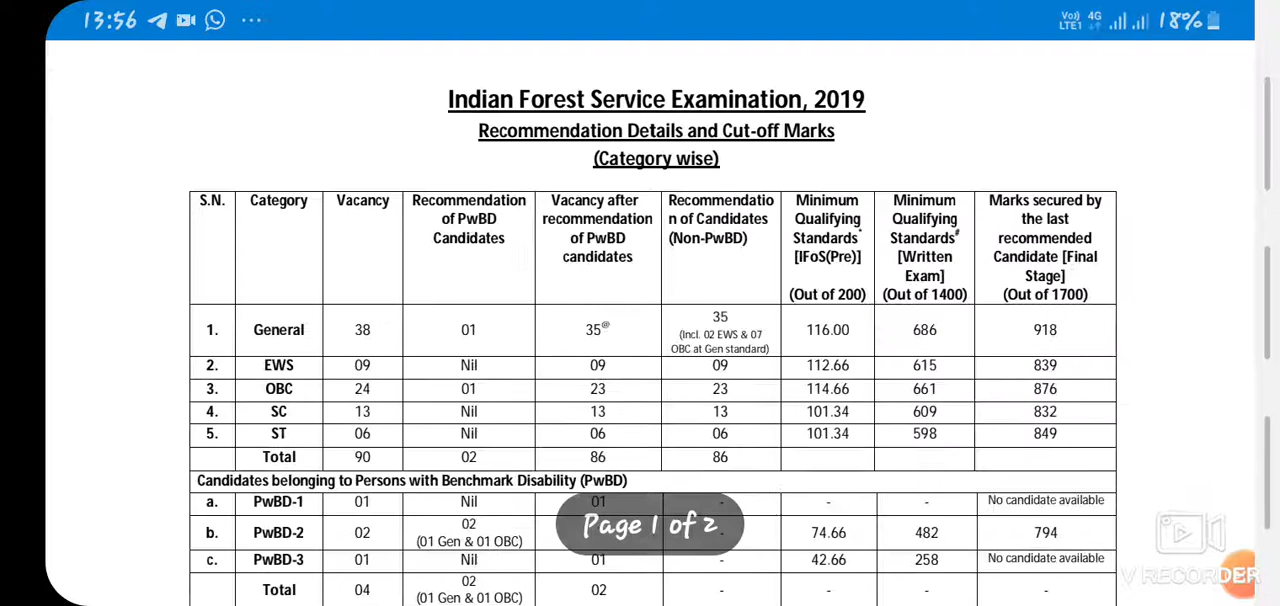 13:56 ... Vo) LTE1 4G 18%
Indian Forest Service Examination, 2019
Recommendation Details and Cut-off Marks
(Category wise)
S.N. Category Vacancy Recommendation of PwBD Candidates Vacancy after recommendation of PwBD candidates Recommendatio n of Candidates (Non-PwBD) Minimum Qualifying Standards* [IFoS(Pre)] (Out of 200) Minimum Qualifying Standards# [Written Exam] (Out of 1400) Marks secured by the last recommended Candidate [Final Stage] (Out of 1700)
1. General 38 01 35@ 35 (Incl. 02 EWS & 07 OBC at Gen standard) 116.00 686 918
2. EWS 09 Nil 09 09 112.66 615 839
3. OBC 24 01 23 23 114.66 661 876
4. SC 13 Nil 13 13 101.34 609 832
5. ST 06 Nil 06 06 101.34 598 849
Total 90 02 86 86
Candidates belonging to Persons with Benchmark Disability (PwBD)
a. PwBD-1 01 Nil 01 - - - No candidate available
b. PwBD-2 02 02 (01 Gen & 01 OBC) - 74.66 482 794
Page 1 of 2
c. PwBD-3 01 Nil 01 - 42.66 258 No candidate available
Total 04 02 (01 Gen & 01 OBC) 02 - - - -
V RECORDER